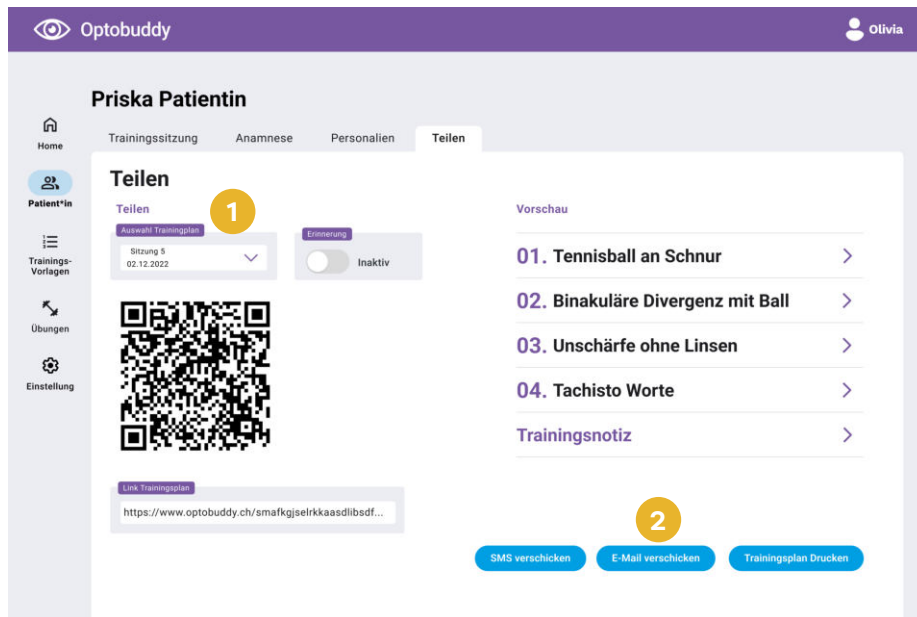 Optobuddy
Olivia
Priska Patientin
Home
Patient*in
Trainings-
Vorlagen
Übungen
Einstellung
Trainingssitzung
Anamnese
Personalien
Teilen
Teilen
Teilen
1
Auswahl Trainingplan
Sitzung 5
02.12.2022
Erinnerung
Inaktiv
Link Trainingsplan
https://www.optobuddy.ch/smafkgjselrkkaasdlibsdf...
Vorschau
01. Tennisball an Schnur
02. Binakuläre Divergenz mit Ball
03. Unschärfe ohne Linsen
04. Tachisto Worte
Trainingsnotiz
2
SMS verschicken
E-Mail verschicken
Trainingsplan Drucken